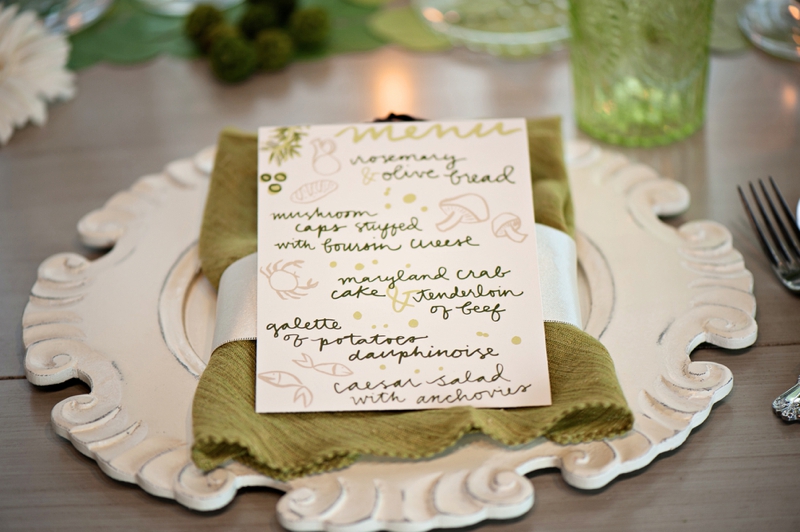 menu
rosemary
& olive bread
mushroom
caps stuffed
with boursin cheese
maryland crab
cake & tenderloin
of beef
galette
of potatoes
dauphinoise
caesar salad
with anchovies